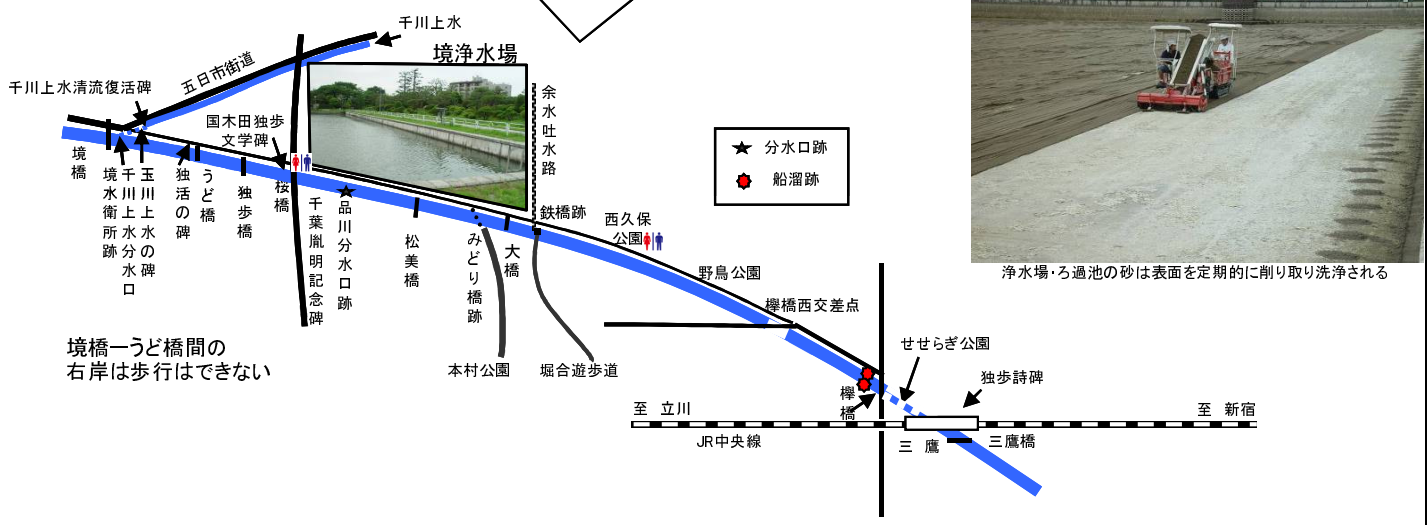 千川上水
境浄水場
五日市街道
千川上水清流復活碑
余水吐水路
国木田独歩
文学碑
境橋
境水衛所跡
千川上水分水口
玉川上水の碑
独活の碑
うど橋
独歩橋
桜橋
千葉胤明記念碑
品川分水口跡
松美橋
みどり橋跡
大橋
鉄橋跡
西久保
公園
分水口跡
船溜跡
浄水場・ろ過池の砂は表面を定期的に削り取り洗浄される
野鳥公園
欅橋西交差点
境橋ーうど橋間の
右岸は歩行はできない
本村公園
堀合遊歩道
せせらぎ公園
独歩詩碑
欅橋
至 立川
至 新宿
JR中央線
三 鷹
三鷹橋